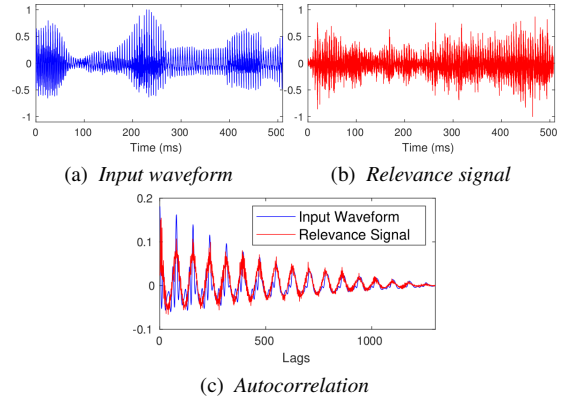 1
0.5
0
-0.5
-1
0 100 200 300 400 500
Time (ms)
(a) Input waveform
1
0.5
0
-0.5
-1
0 100 200 300 400 500
Time (ms)
(b) Relevance signal
0.2
0.1
0
-0.1
0 500 1000
Lags
Input Waveform
Relevance Signal
(c) Autocorrelation